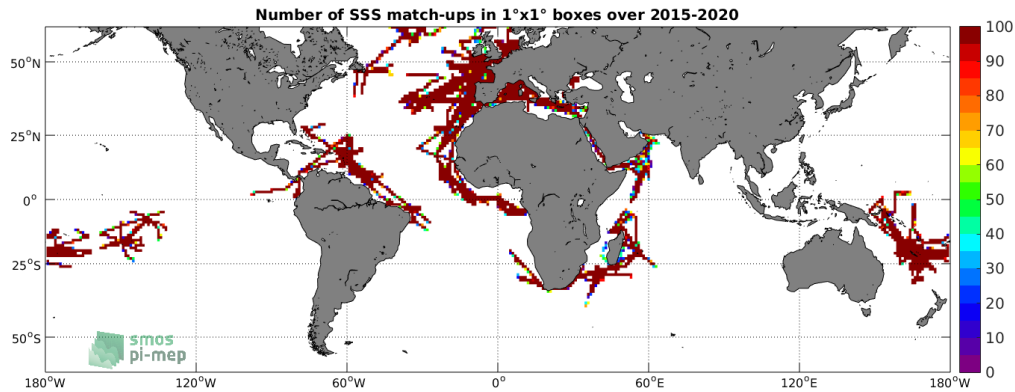 Number of SSS match-ups in 1°x1° boxes over 2015-2020
100
90
80
70
60
50
40
30
20
10
0
50°N
25°N
0°
25°S
50°S
180°W
120°W
60°W
0°
60°E
120°E
180°E
smos
pi-mep